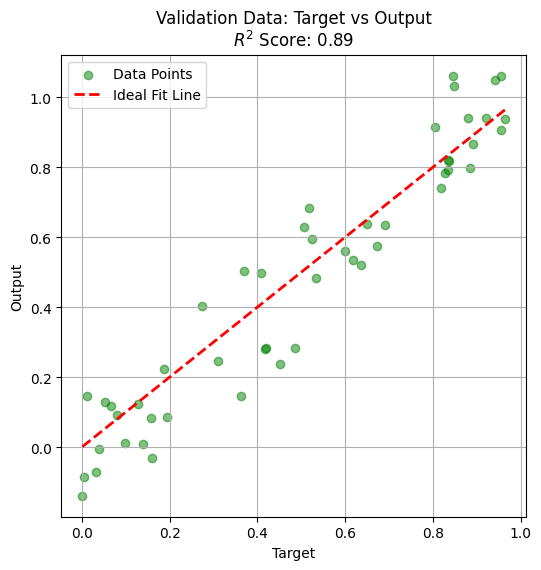 Validation Data: Target vs Output
R² Score: 0.89
Data Points
Ideal Fit Line
1.0
0.8
0.6
0.4
0.2
0.0
Output
0.0 0.2 0.4 0.6 0.8 1.0
Target